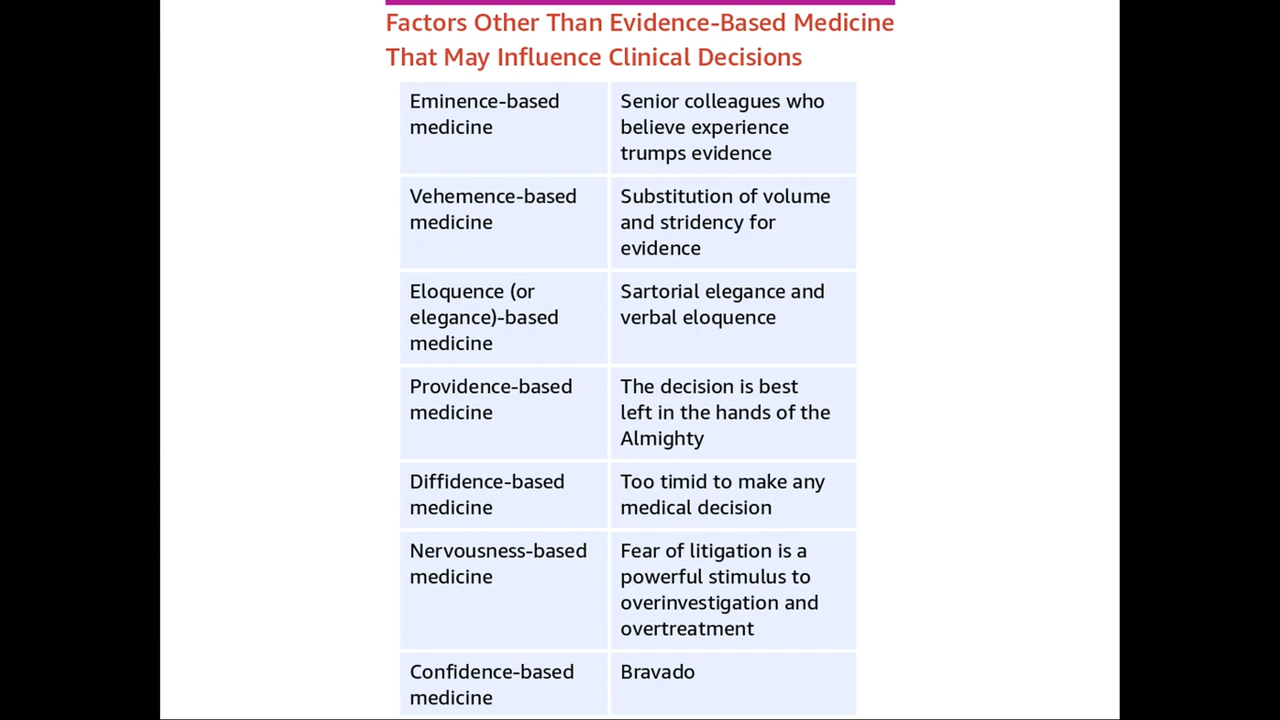 Factors Other Than Evidence-Based Medicine
That May Influence Clinical Decisions
Eminence-based
medicine
Senior colleagues who
believe experience
trumps evidence
Vehemence-based
medicine
Substitution of volume
and stridency for
evidence
Eloquence (or
elegance)-based
medicine
Sartorial elegance and
verbal eloquence
Providence-based
medicine
The decision is best
left in the hands of the
Almighty
Diffidence-based
medicine
Too timid to make any
medical decision
Nervousness-based
medicine
Fear of litigation is a
powerful stimulus to
overinvestigation and
overtreatment
Confidence-based
medicine
Bravado